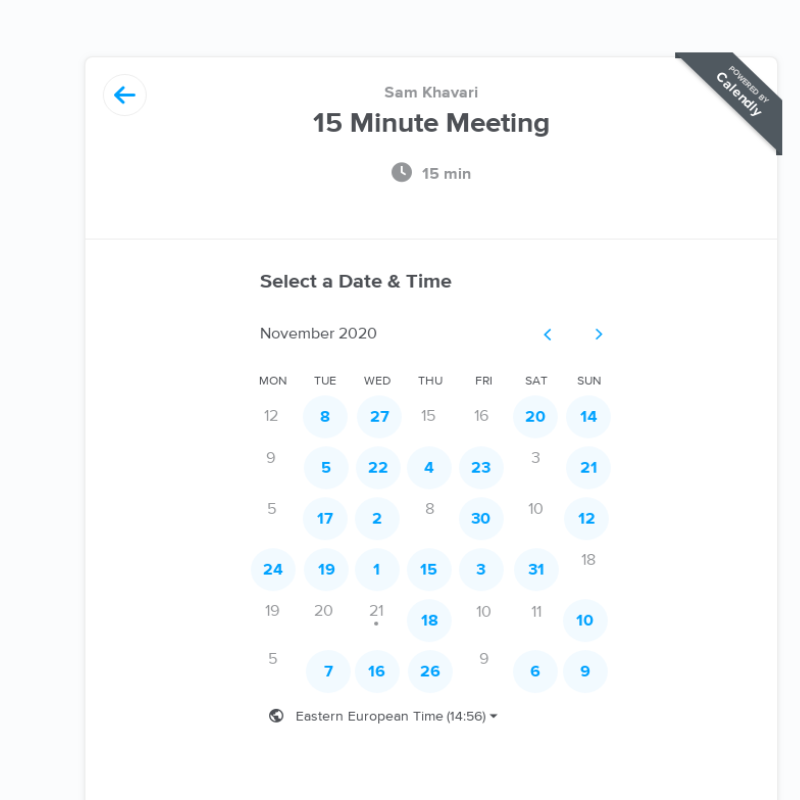 POWERED BY
Calendly
Sam Khavari
15 Minute Meeting
15 min
Select a Date & Time
November 2020
MON TUE WED THU FRI SAT SUN
12 8 27 15 16 20 14
9 5 22 4 23 3 21
5 17 2 8 30 10 12
24 19 1 15 3 31 18
19 20 21 18 10 11 10
5 7 16 26 9 6 9
Eastern European Time (14:56)